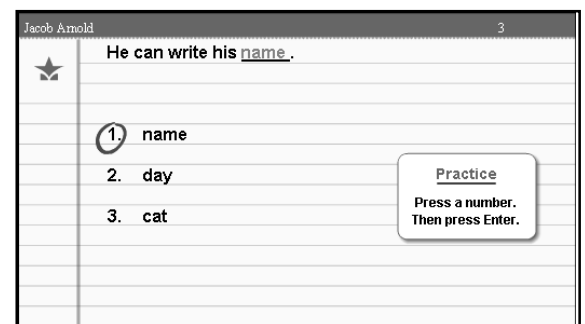 Jacob Arnold 3
He can write his name.
1. name
2. day
3. cat
Practice
Press a number.
Then press Enter.